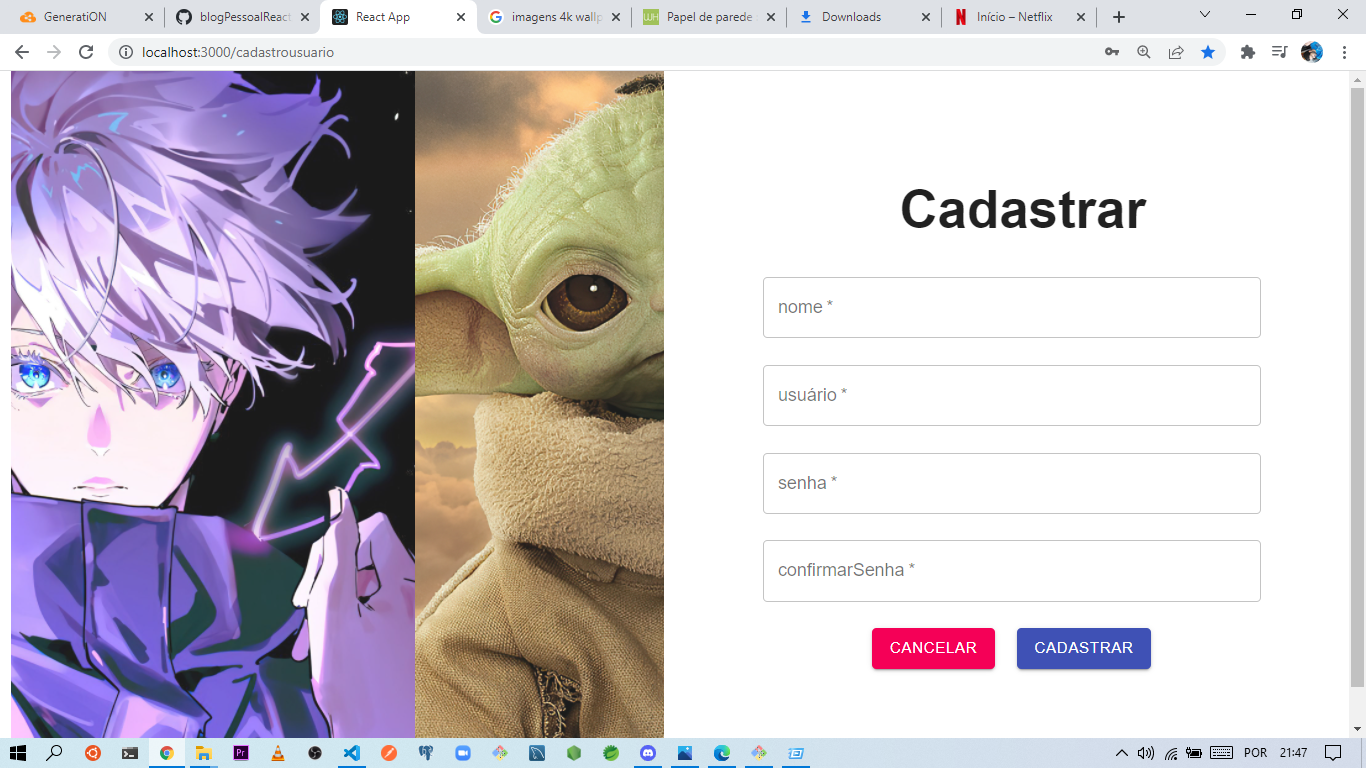 GeneratiON
blogPessoalReact
React App
imagens 4k wallp
Papel de parede
Downloads
Início – Netflix
localhost:3000/cadastrousuario
Cadastrar
nome *
usuário *
senha *
confirmarSenha *
CANCELAR
CADASTRAR
POR
21:47